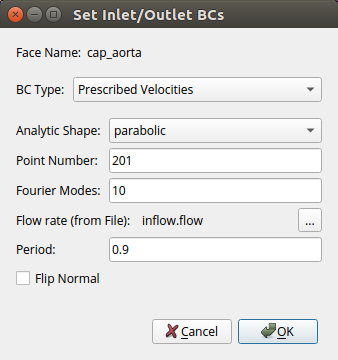 Set Inlet/Outlet BCs
Face Name: cap_aorta
BC Type: Prescribed Velocities
Analytic Shape: parabolic
Point Number: 201
Fourier Modes: 10
Flow rate (from File): inflow.flow ...
Period: 0.9
Flip Normal
Cancel OK